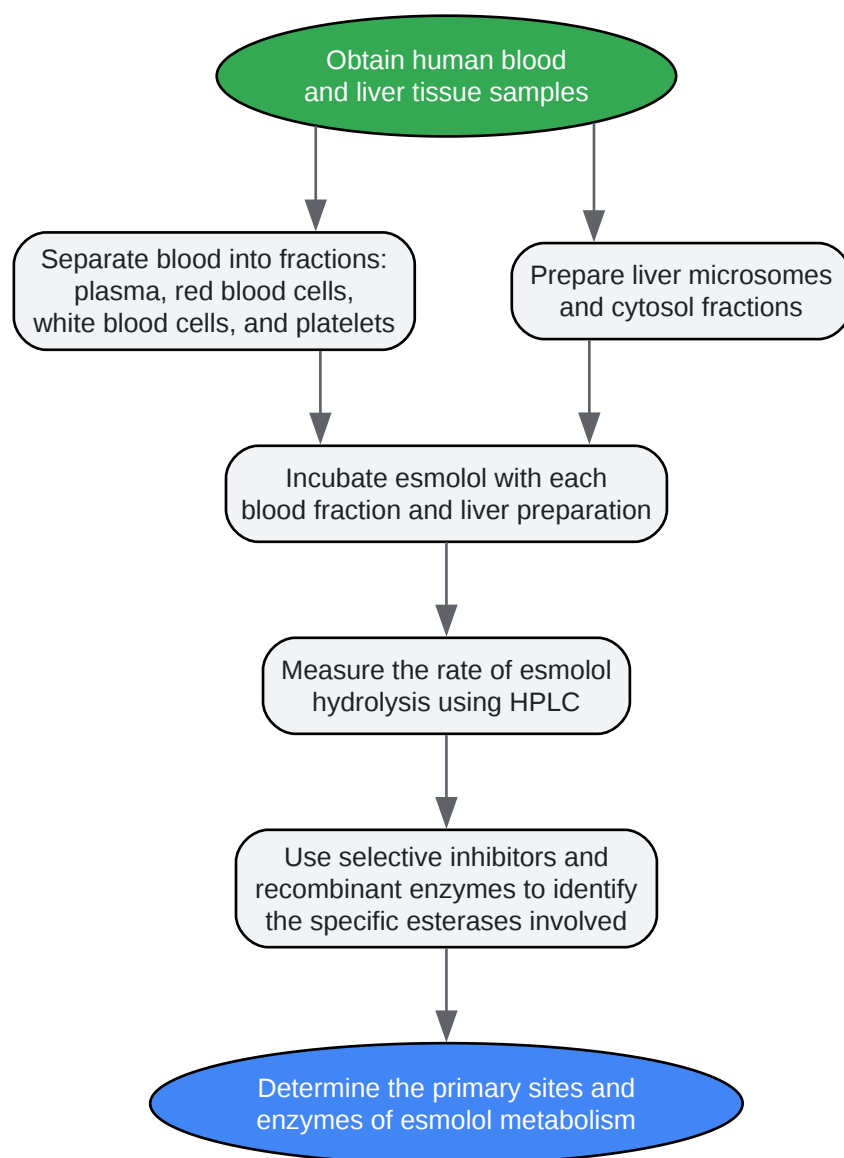 Obtain human blood
and liver tissue samples
Separate blood into fractions:
plasma, red blood cells,
white blood cells, and platelets
Prepare liver microsomes
and cytosol fractions
Incubate esmolol with each
blood fraction and liver preparation
Measure the rate of esmolol
hydrolysis using HPLC
Use selective inhibitors and
recombinant enzymes to identify
the specific esterases involved
Determine the primary sites and
enzymes of esmolol metabolism